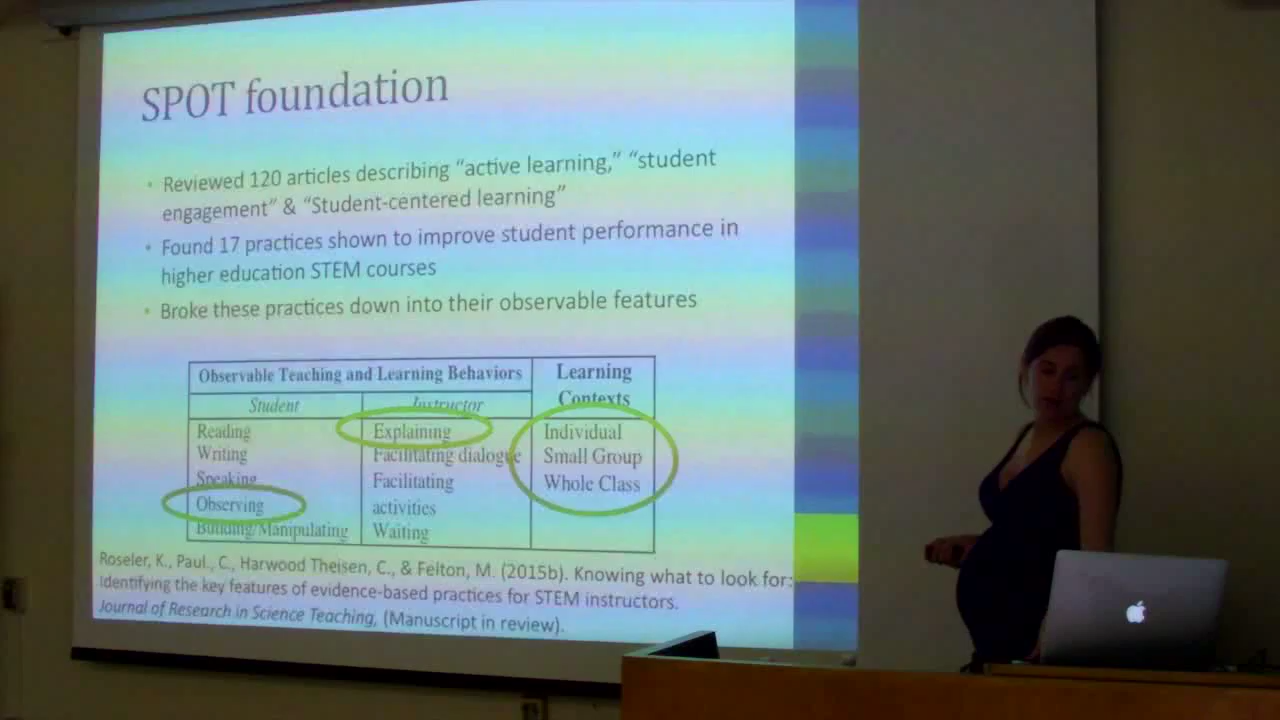 SPOT foundation
• Reviewed 120 articles describing “active learning,” “student
engagement” & “Student-centered learning”
• Found 17 practices shown to improve student performance in
higher education STEM courses
• Broke these practices down into their observable features
Observable Teaching and Learning Behaviors
Learning
Contexts
Student
Instructor
Reading
Writing
Speaking
Observing
Building/Manipulating
Explaining
Facilitating dialogue
Facilitating
activities
Waiting
Individual
Small Group
Whole Class
Roseler, K., Paul., C., Harwood Theisen, C., & Felton, M. (2015b). Knowing what to look for:
Identifying the key features of evidence-based practices for STEM instructors.
Journal of Research in Science Teaching, (Manuscript in review).